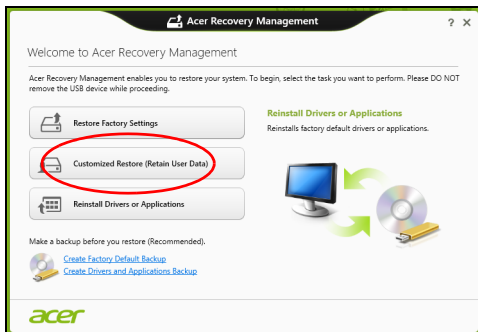 Acer Recovery Management
? ×
Welcome to Acer Recovery Management
Acer Recovery Management enables you to restore your system. To begin, select the task you want to perform. Please DO NOT
remove the USB device while proceeding.
Restore Factory Settings
Customized Restore (Retain User Data)
Reinstall Drivers or Applications
Reinstall Drivers or Applications
Reinstalls factory default drivers or applications.
Make a backup before you restore (Recommended).
Create Factory Default Backup
Create Drivers and Applications Backup
acer